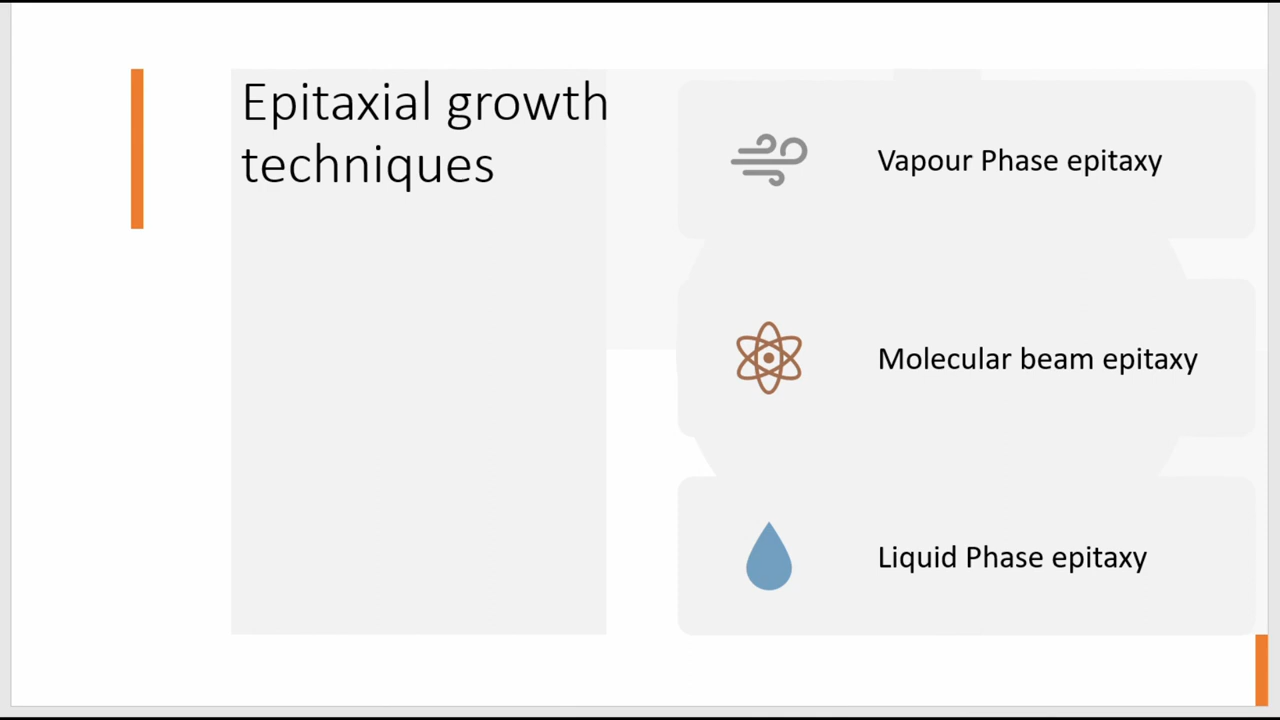 Epitaxial growth
techniques
Vapour Phase epitaxy
Molecular beam epitaxy
Liquid Phase epitaxy